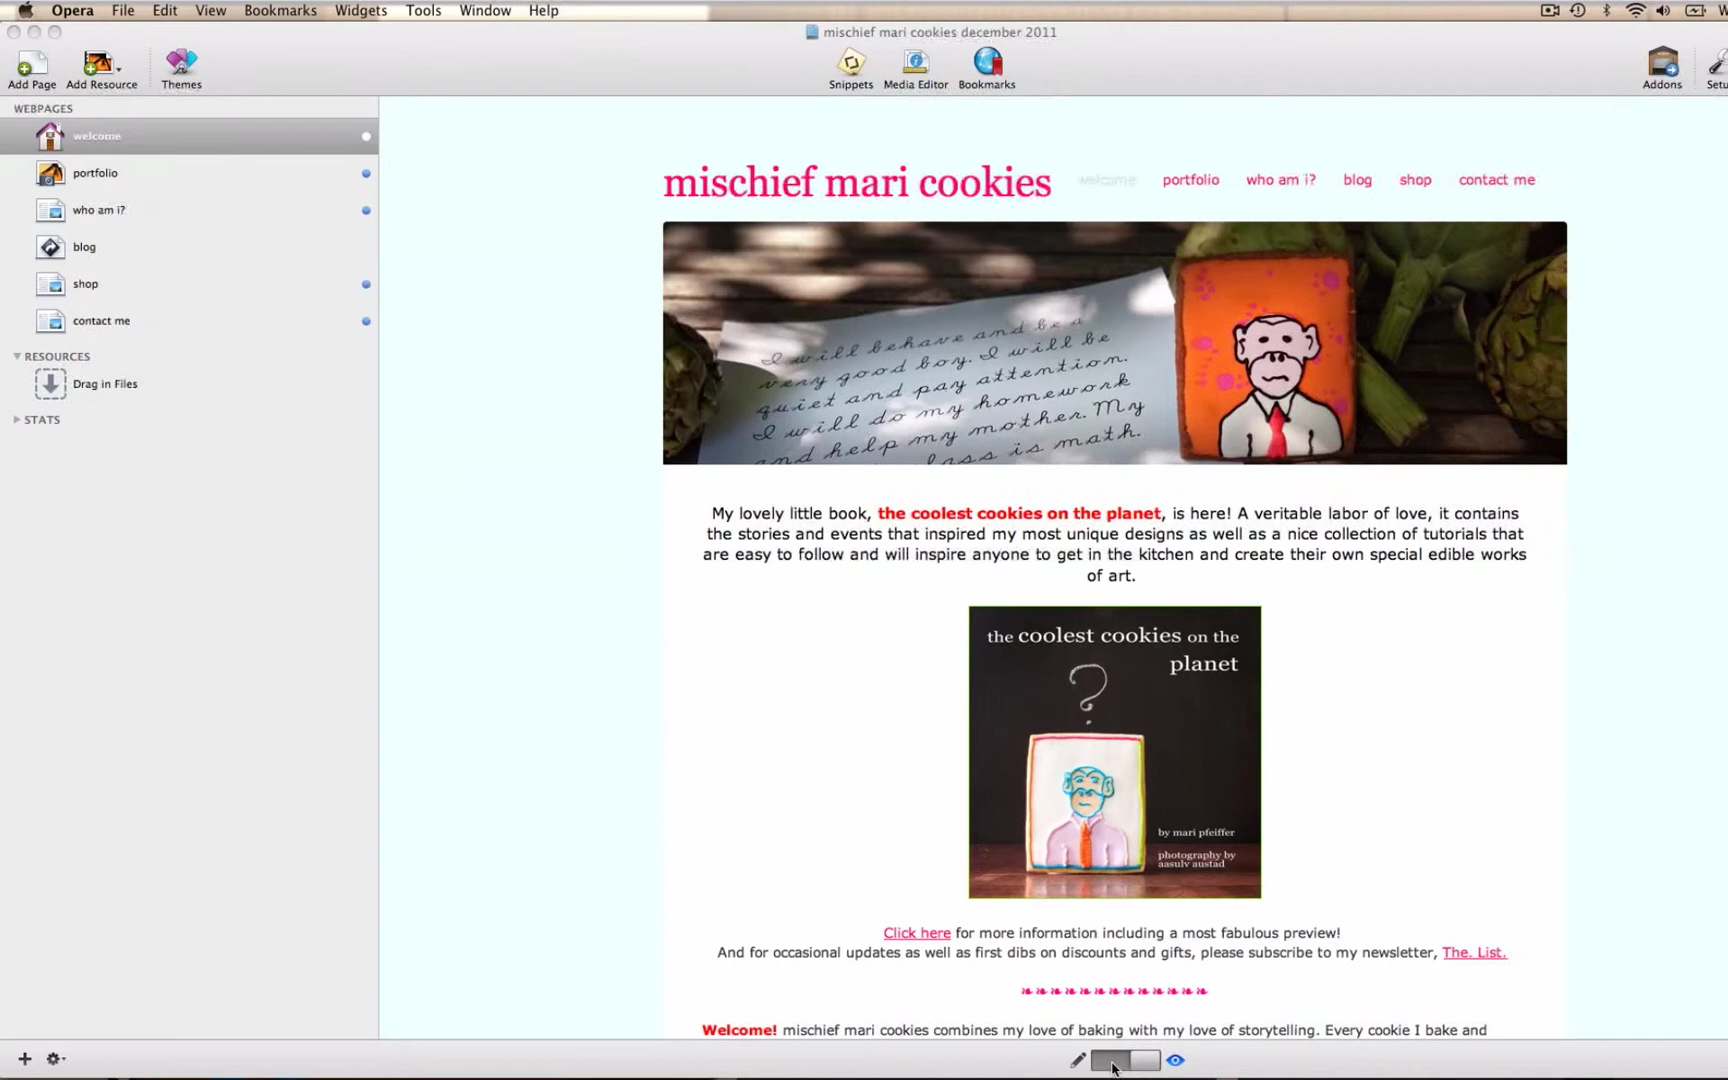 Opera File Edit View Bookmarks Widgets Tools Window Help
mischief mari cookies december 2011
Add Page Add Resource Themes Snippets Media Editor Bookmarks Addons
WEBPAGES
welcome
portfolio
who am i?
blog
shop
contact me
RESOURCES
Drag in Files
STATS
mischief mari cookies welcome portfolio who am i? blog shop contact me
I will behave and be a
very good boy. I will be
quiet and pay attention.
I will do my homework
and help my mother. My
class is math.
My lovely little book, the coolest cookies on the planet, is here! A veritable labor of love, it contains
the stories and events that inspired my most unique designs as well as a nice collection of tutorials that
are easy to follow and will inspire anyone to get in the kitchen and create their own special edible works
of art.
the coolest cookies on the
planet
?
by mari pfeiffer
photography by
aasulv austad
Click here for more information including a most fabulous preview!
And for occasional updates as well as first dibs on discounts and gifts, please subscribe to my newsletter, The. List.
Welcome! mischief mari cookies combines my love of baking with my love of storytelling. Every cookie I bake and